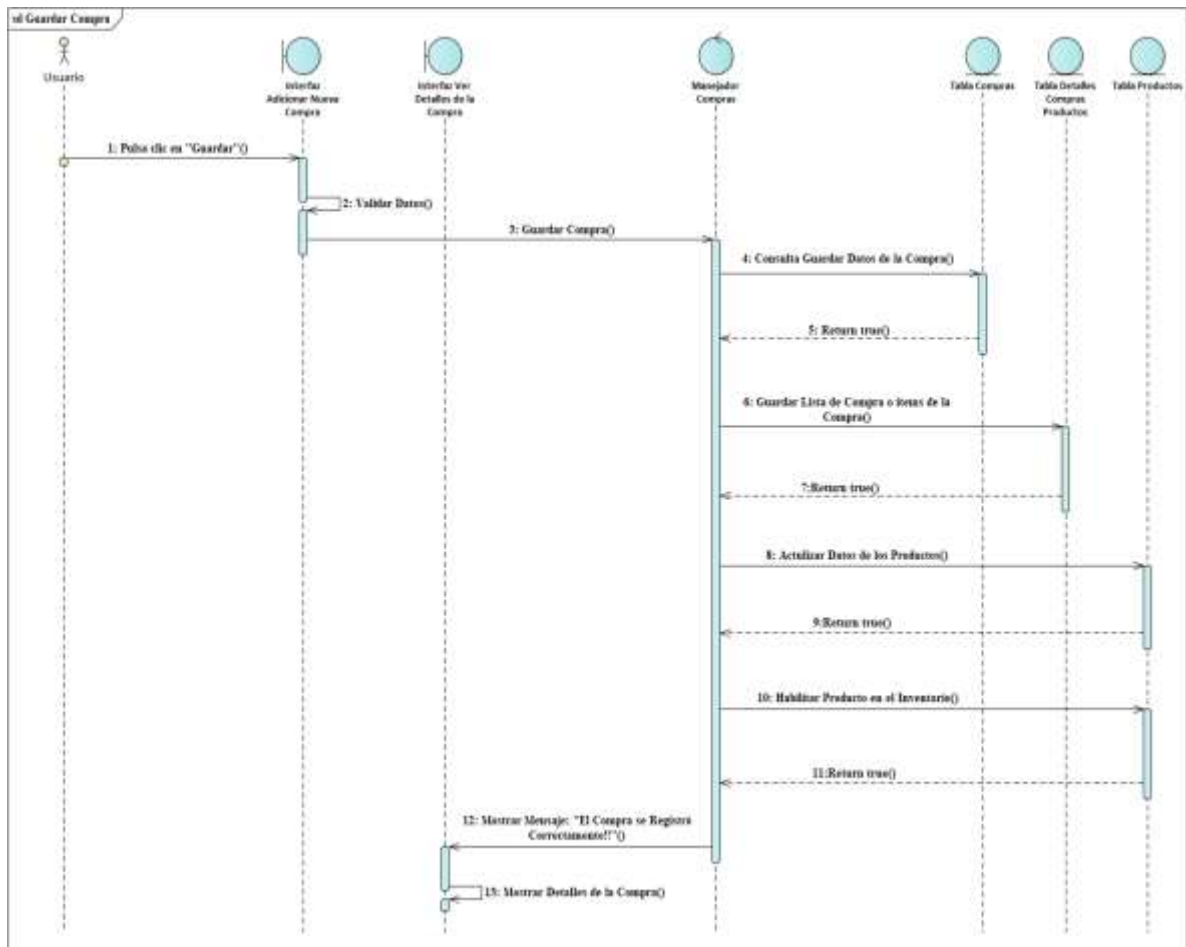 sd Guardar Compra
Usuario
Interfaz
Adicionar Nueva
Compra
Interfaz Ver
Detalles de la
Compra
Manejador
Compras
Tabla Compras
Tabla Detalles
Compras
Productos
Tabla Productos
1: Pulsa clic en "Guardar"()
2: Validar Datos()
3: Guardar Compra()
4: Consulta Guardar Datos de la Compra()
5: Return true()
6: Guardar Lista de Compra o items de la
Compra()
7:Return true()
8: Actulizar Datos de los Productos()
9:Return true()
10: Habilitar Producto en el Inventario()
11:Return true()
12: Mostrar Mensaje: "El Compra se Registró
Correctamente!!"()
13: Mostrar Detalles de la Compra()